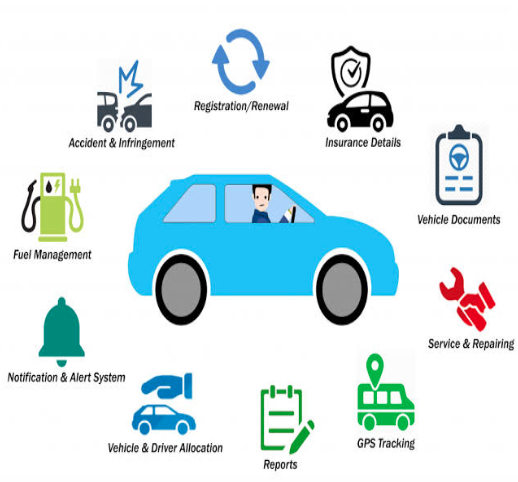 Registration/Renewal
Accident & Infringement
Insurance Details
Vehicle Documents
Fuel Management
Service & Repairing
Notification & Alert System
Vehicle & Driver Allocation
GPS Tracking
Reports